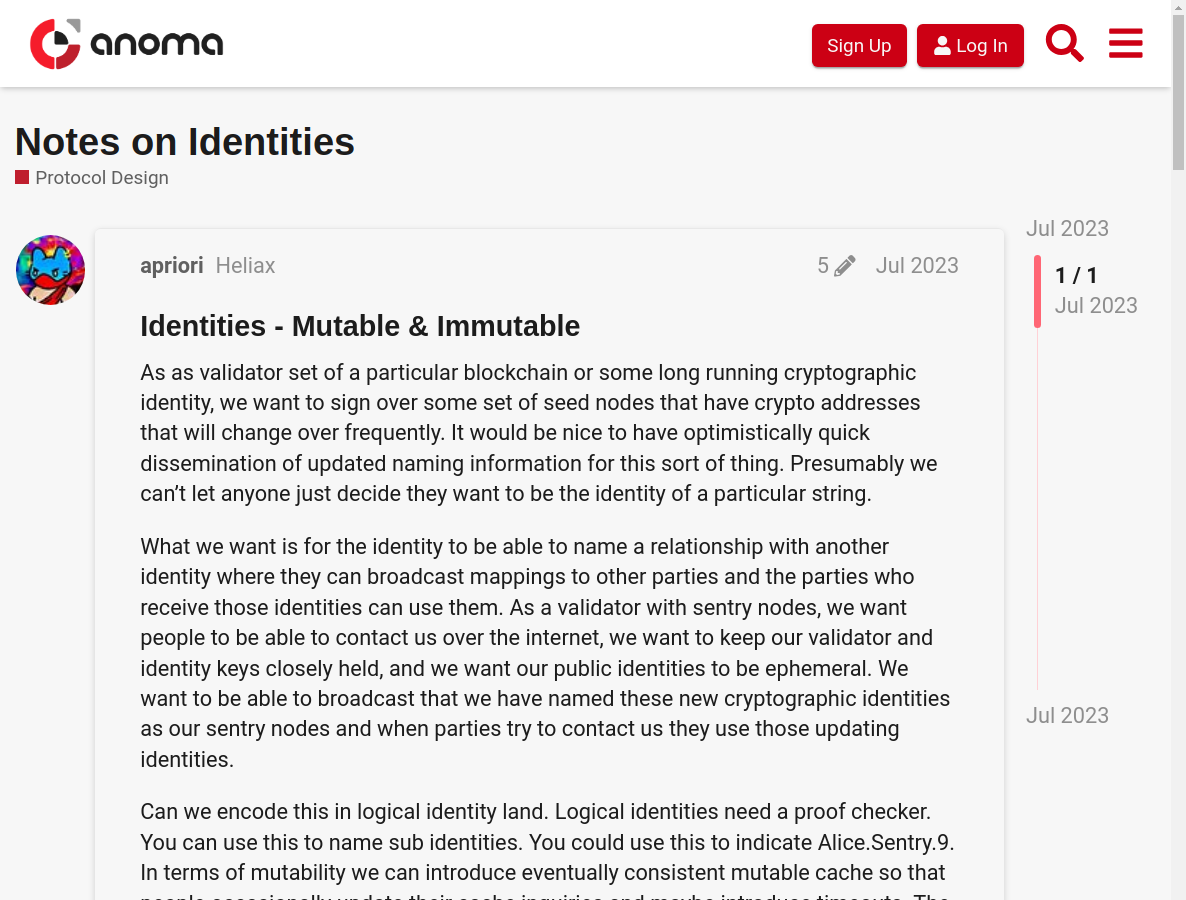 anoma
Sign Up
Log In
Notes on Identities
Protocol Design
Jul 2023
apriori Heliax
5
Jul 2023
1 / 1
Jul 2023
Identities - Mutable & Immutable
As as validator set of a particular blockchain or some long running cryptographic
identity, we want to sign over some set of seed nodes that have crypto addresses
that will change over frequently. It would be nice to have optimistically quick
dissemination of updated naming information for this sort of thing. Presumably we
can’t let anyone just decide they want to be the identity of a particular string.
What we want is for the identity to be able to name a relationship with another
identity where they can broadcast mappings to other parties and the parties who
receive those identities can use them. As a validator with sentry nodes, we want
people to be able to contact us over the internet, we want to keep our validator and
identity keys closely held, and we want our public identities to be ephemeral. We
want to be able to broadcast that we have named these new cryptographic identities
as our sentry nodes and when parties try to contact us they use those updating
identities.
Jul 2023
Can we encode this in logical identity land. Logical identities need a proof checker.
You can use this to name sub identities. You could use this to indicate Alice.Sentry.9.
In terms of mutability we can introduce eventually consistent mutable cache so that
people occasionally update their cache inquiries and maybe introduce timeouts. The